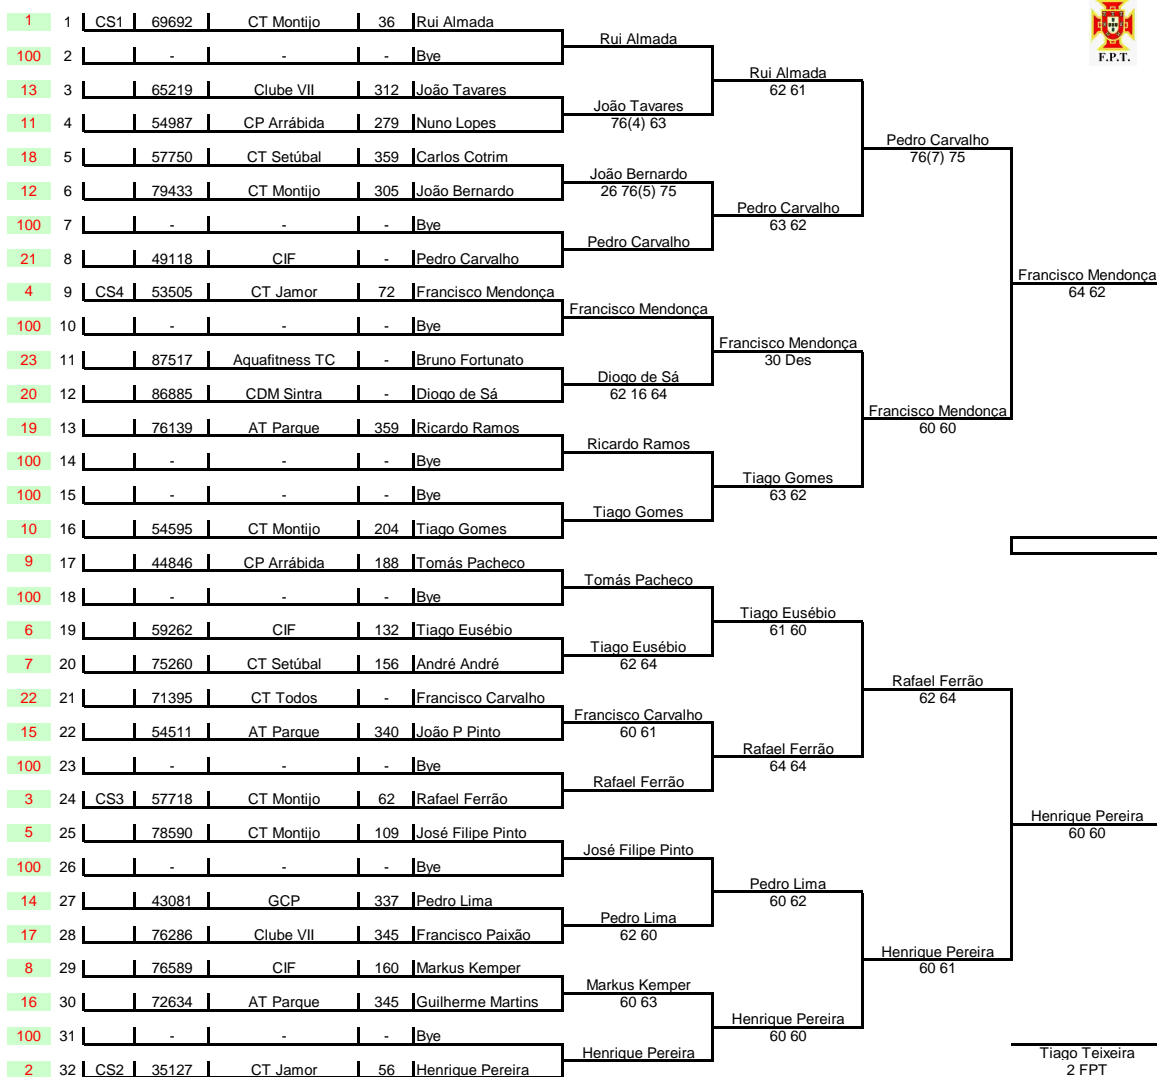 1 1 CS1 69692 CT Montijo 36 Rui Almada
Rui Almada
100 2 - - - Bye
F.P.T.
Rui Almada
62 61
13 3 65219 Clube VII 312 João Tavares
João Tavares
76(4) 63
11 4 54987 CP Arrábida 279 Nuno Lopes
Pedro Carvalho
76(7) 75
18 5 57750 CT Setúbal 359 Carlos Cotrim
João Bernardo
26 76(5) 75
12 6 79433 CT Montijo 305 João Bernardo
Pedro Carvalho
63 62
100 7 - - - Bye
Pedro Carvalho
21 8 49118 CIF - Pedro Carvalho
Francisco Mendonça
64 62
4 9 CS4 53505 CT Jamor 72 Francisco Mendonça
Francisco Mendonça
100 10 - - - Bye
Francisco Mendonça
30 Des
23 11 87517 Aquafitness TC - Bruno Fortunato
Diogo de Sá
62 16 64
20 12 86885 CDM Sintra - Diogo de Sá
Francisco Mendonça
60 60
19 13 76139 AT Parque 359 Ricardo Ramos
Ricardo Ramos
100 14 - - - Bye
Tiago Gomes
63 62
100 15 - - - Bye
Tiago Gomes
10 16 54595 CT Montijo 204 Tiago Gomes
9 17 44846 CP Arrábida 188 Tomás Pacheco
Tomás Pacheco
100 18 - - - Bye
Tiago Eusébio
61 60
6 19 59262 CIF 132 Tiago Eusébio
Tiago Eusébio
62 64
7 20 75260 CT Setúbal 156 André André
Rafael Ferrão
62 64
22 21 71395 CT Todos - Francisco Carvalho
Francisco Carvalho
60 61
15 22 54511 AT Parque 340 João P Pinto
Rafael Ferrão
64 64
100 23 - - - Bye
Rafael Ferrão
3 24 CS3 57718 CT Montijo 62 Rafael Ferrão
Henrique Pereira
60 60
5 25 78590 CT Montijo 109 José Filipe Pinto
José Filipe Pinto
100 26 - - - Bye
Pedro Lima
60 62
14 27 43081 GCP 337 Pedro Lima
Pedro Lima
62 60
17 28 76286 Clube VII 345 Francisco Paixão
Henrique Pereira
60 61
8 29 76589 CIF 160 Markus Kemper
Markus Kemper
60 63
16 30 72634 AT Parque 345 Guilherme Martins
Henrique Pereira
60 60
100 31 - - - Bye
Henrique Pereira
Tiago Teixeira
2 FPT
2 32 CS2 35127 CT Jamor 56 Henrique Pereira